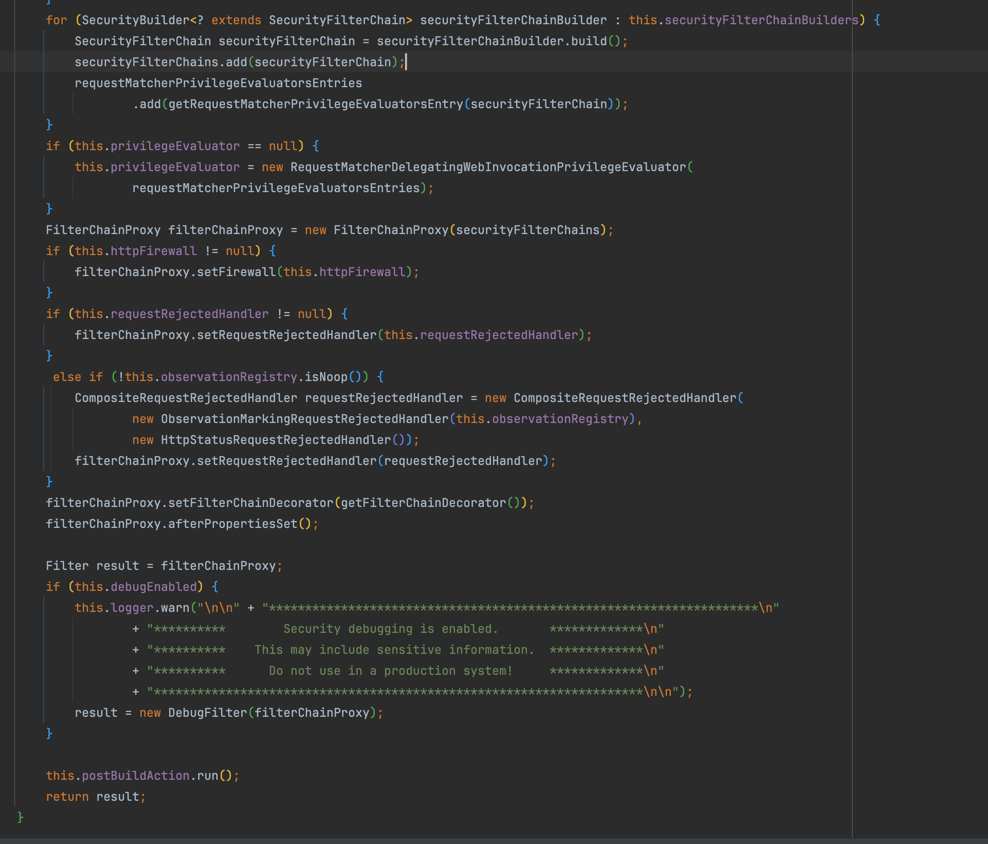 }
for (SecurityBuilder<? extends SecurityFilterChain> securityFilterChainBuilder : this.securityFilterChainBuilders) {
    SecurityFilterChain securityFilterChain = securityFilterChainBuilder.build();
    securityFilterChains.add(securityFilterChain);
    requestMatcherPrivilegeEvaluatorsEntries
            .add(getRequestMatcherPrivilegeEvaluatorsEntry(securityFilterChain));
}
if (this.privilegeEvaluator == null) {
    this.privilegeEvaluator = new RequestMatcherDelegatingWebInvocationPrivilegeEvaluator(
            requestMatcherPrivilegeEvaluatorsEntries);
}
FilterChainProxy filterChainProxy = new FilterChainProxy(securityFilterChains);
if (this.httpFirewall != null) {
    filterChainProxy.setFirewall(this.httpFirewall);
}
if (this.requestRejectedHandler != null) {
    filterChainProxy.setRequestRejectedHandler(this.requestRejectedHandler);
}
 else if (!this.observationRegistry.isNoop()) {
    CompositeRequestRejectedHandler requestRejectedHandler = new CompositeRequestRejectedHandler(
            new ObservationMarkingRequestRejectedHandler(this.observationRegistry),
            new HttpStatusRequestRejectedHandler());
    filterChainProxy.setRequestRejectedHandler(requestRejectedHandler);
}
filterChainProxy.setFilterChainDecorator(getFilterChainDecorator());
filterChainProxy.afterPropertiesSet();

Filter result = filterChainProxy;
if (this.debugEnabled) {
    this.logger.warn("\n\n" + "********************************************************************\n"
            + "**********        Security debugging is enabled.       *************\n"
            + "**********    This may include sensitive information.  *************\n"
            + "**********      Do not use in a production system!     *************\n"
            + "********************************************************************\n\n");
    result = new DebugFilter(filterChainProxy);
}

this.postBuildAction.run();
return result;
}